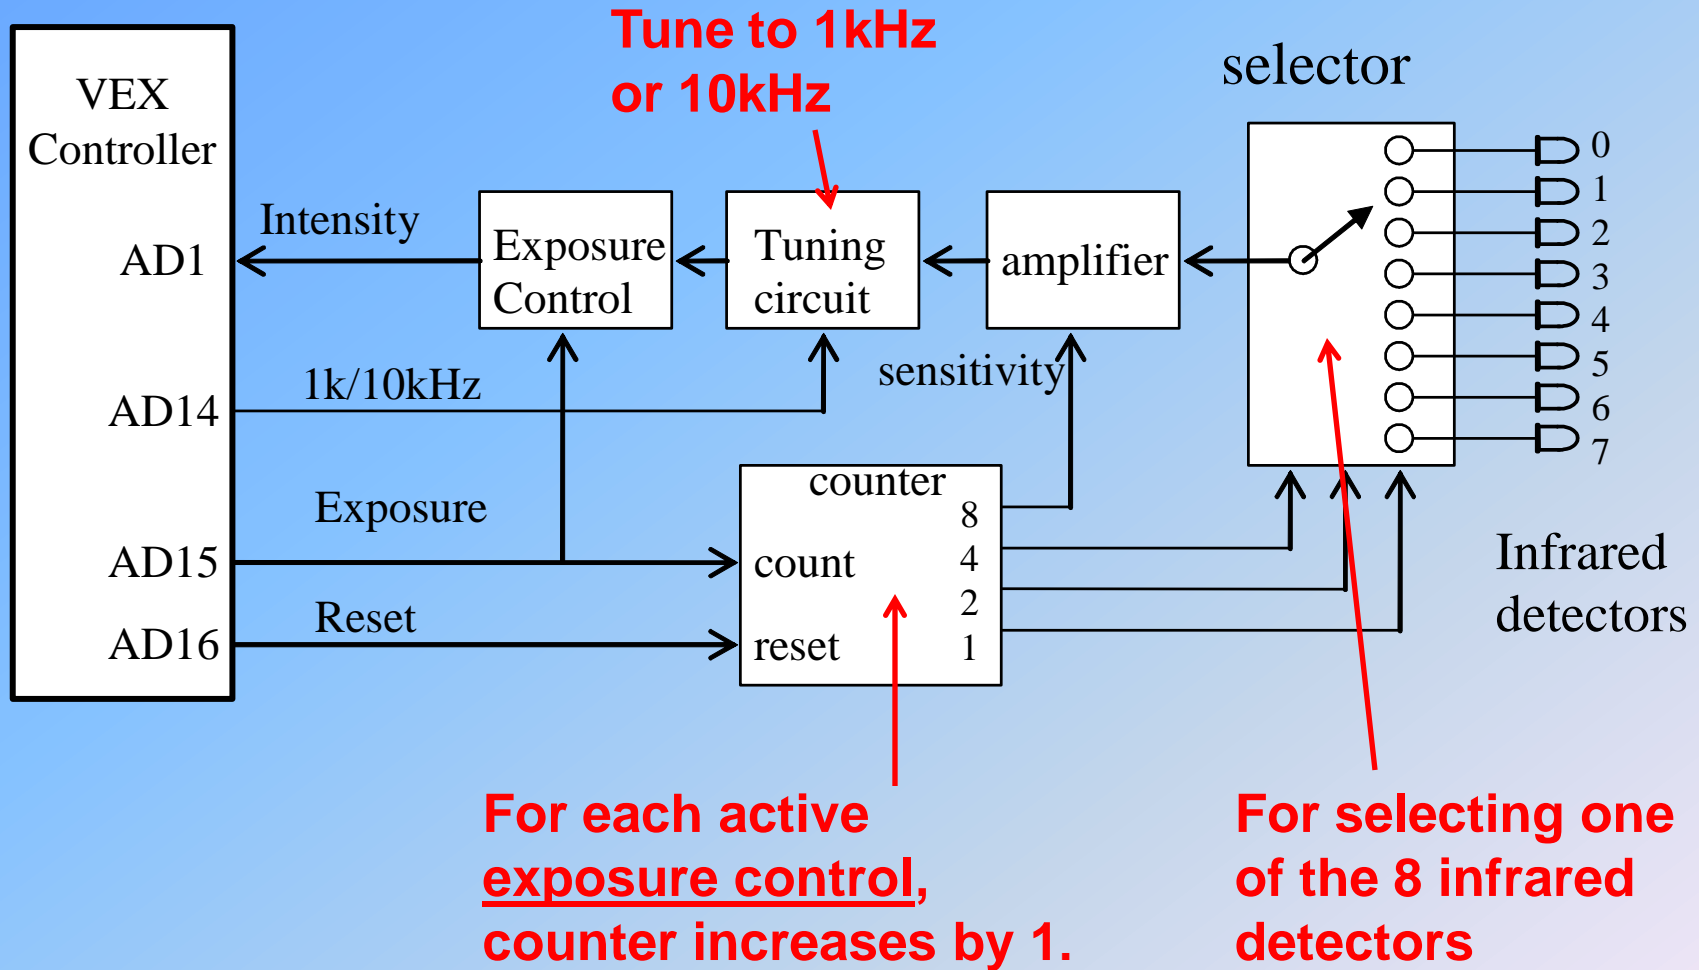 Tune to 1kHz
or 10kHz
selector
VEX
Controller
AD1
AD14
AD15
AD16
Intensity
1k/10kHz
Exposure
Reset
Exposure
Control
Tuning
circuit
amplifier
sensitivity
counter
count
reset
8
4
2
1
0
1
2
3
4
5
6
7
Infrared
detectors
For each active
exposure control,
counter increases by 1.
For selecting one
of the 8 infrared
detectors